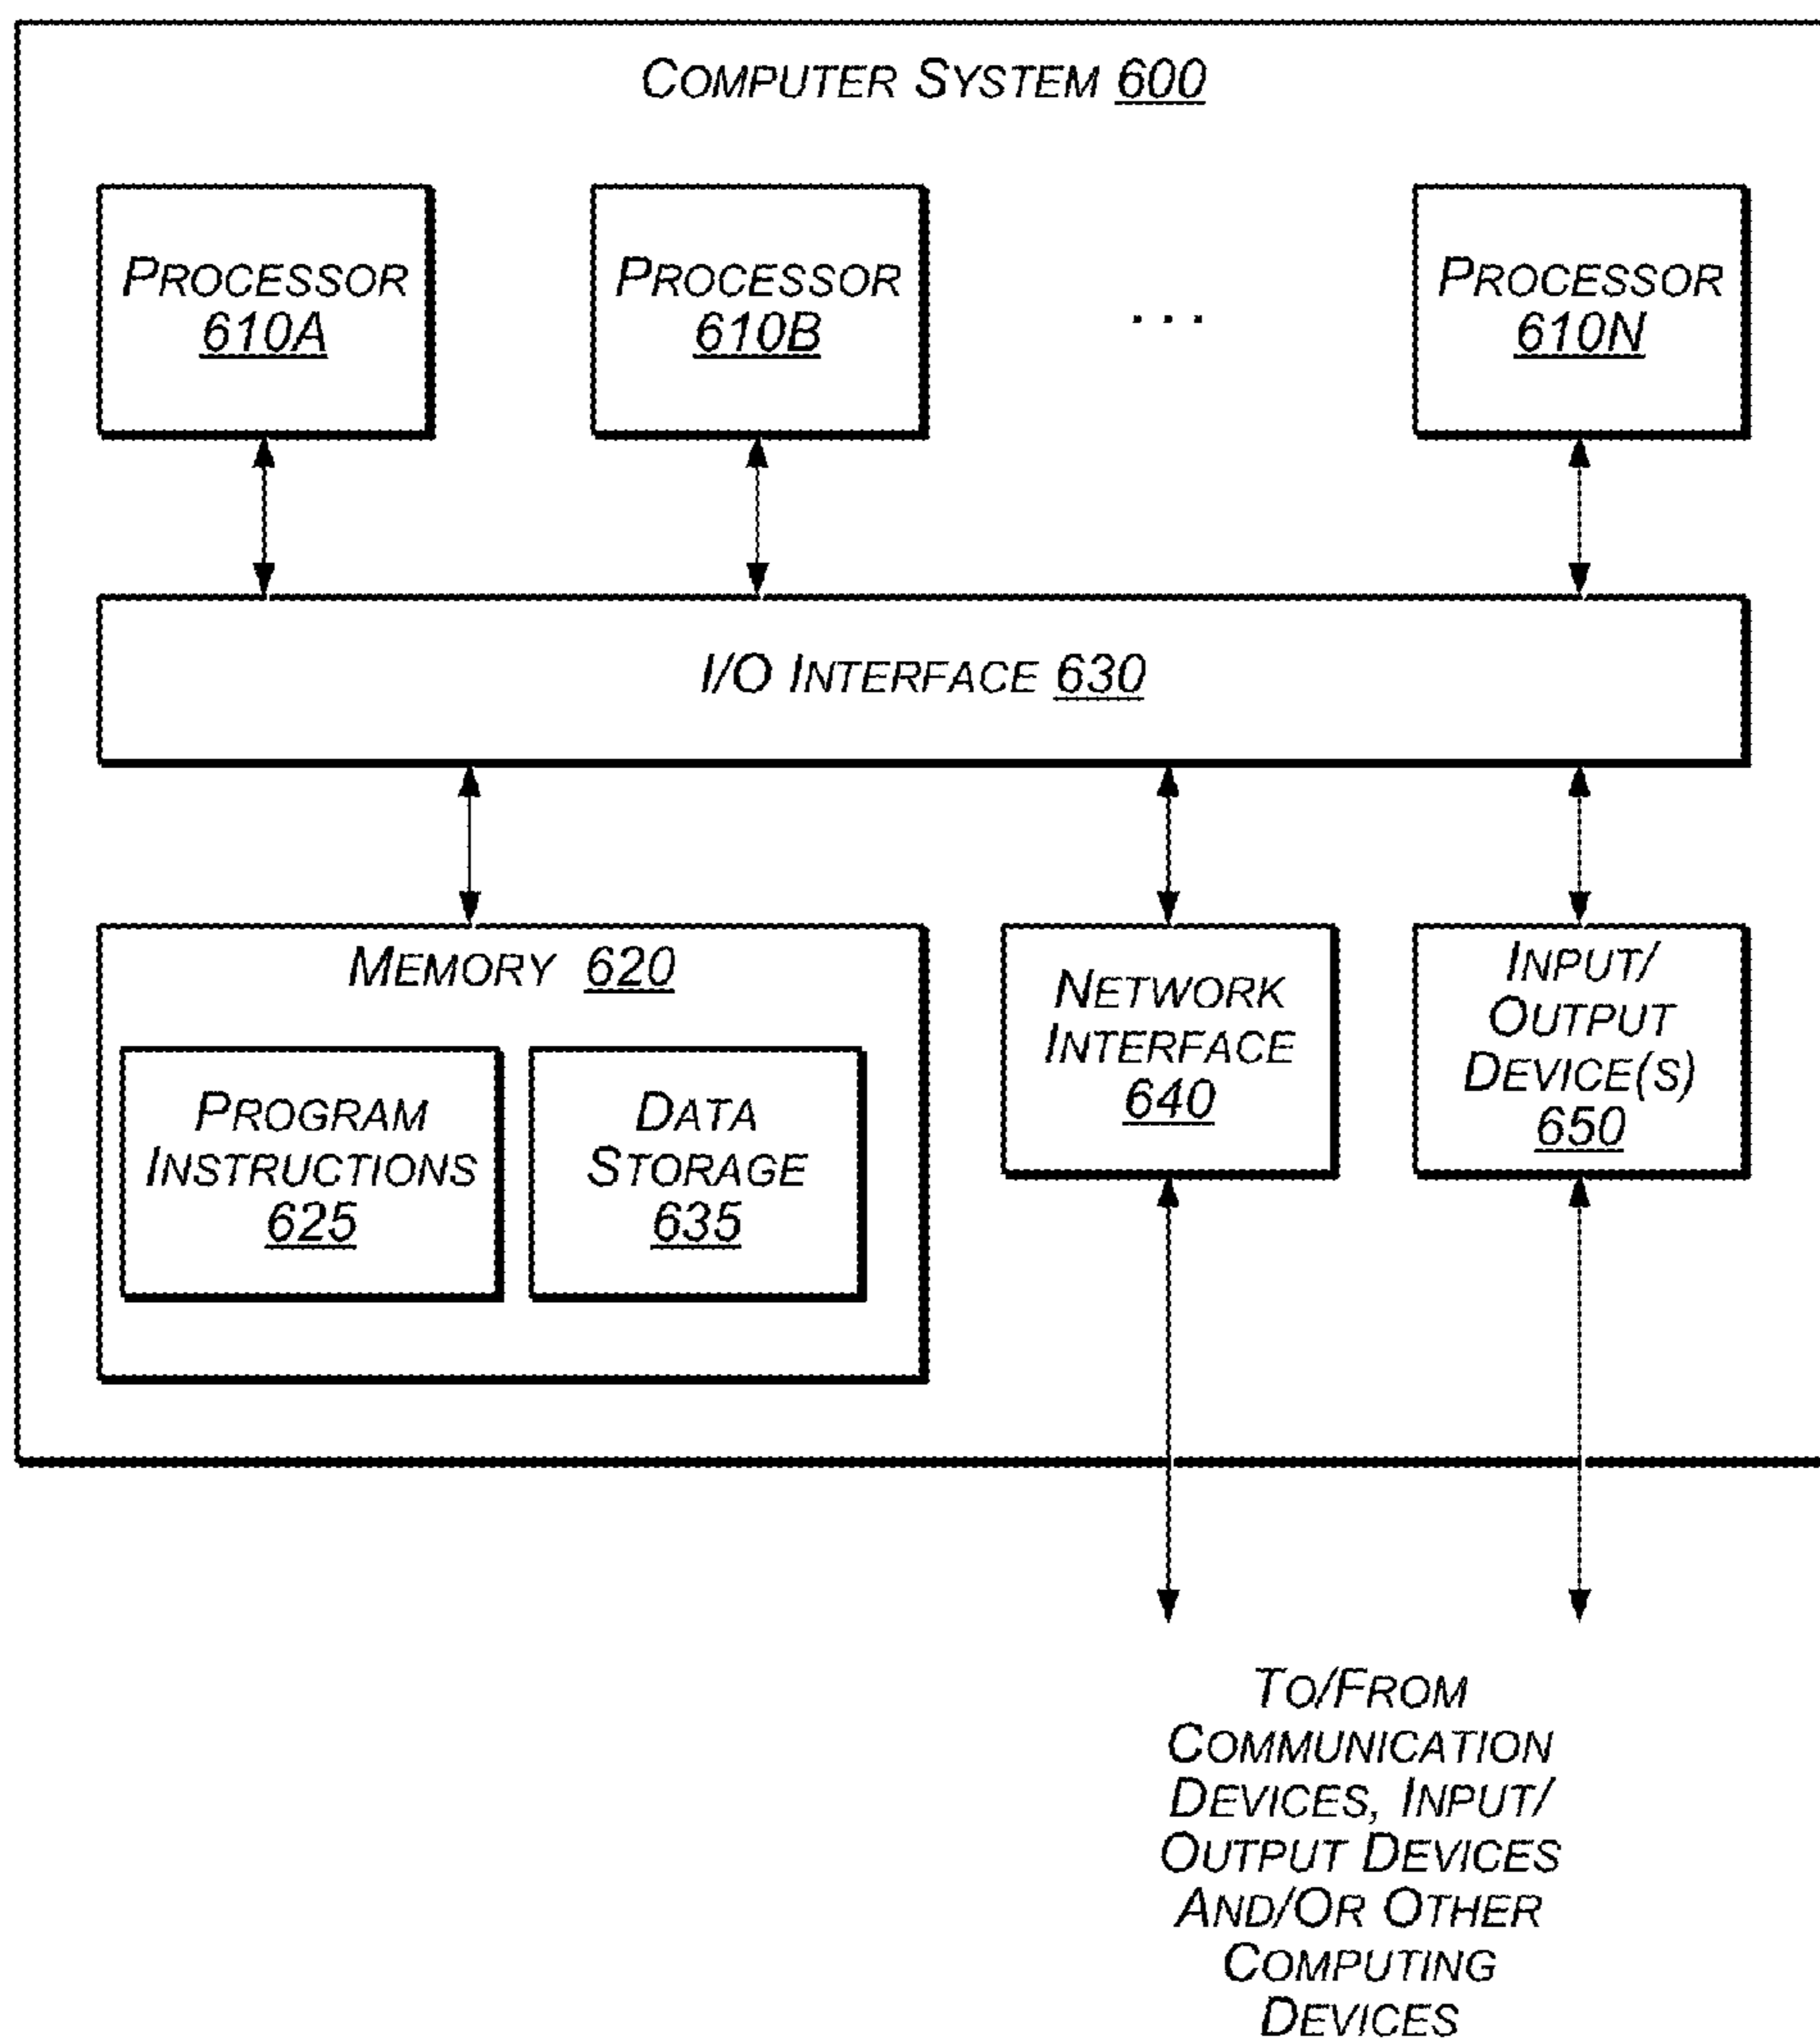 COMPUTER SYSTEM 600
PROCESSOR
610A
PROCESSOR
610B
. . .
PROCESSOR
610N
I/O INTERFACE 630
MEMORY 620
PROGRAM
INSTRUCTIONS
625
DATA
STORAGE
635
NETWORK
INTERFACE
640
INPUT/
OUTPUT
DEVICE(S)
650
TO/FROM
COMMUNICATION
DEVICES, INPUT/
OUTPUT DEVICES
AND/OR OTHER
COMPUTING
DEVICES